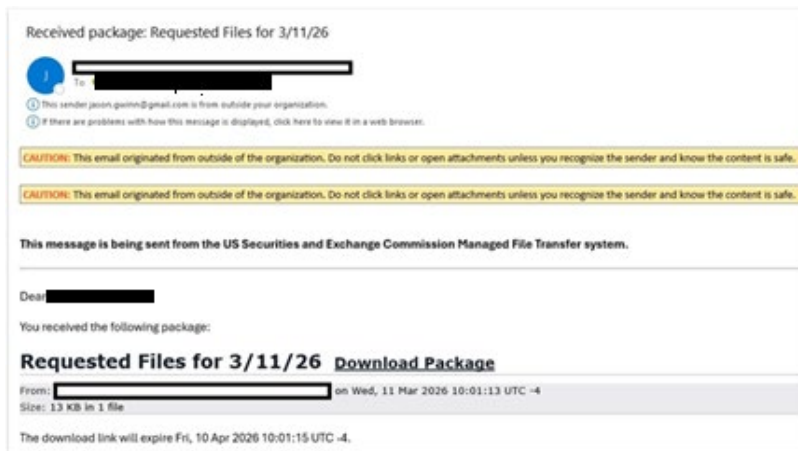 Received package: Requested Files for 3/11/26
J
To
This sender jason.gwinn@gmail.com is from outside your organization.
If there are problems with how this message is displayed, click here to view it in a web browser.
CAUTION: This email originated from outside of the organization. Do not click links or open attachments unless you recognize the sender and know the content is safe.
CAUTION: This email originated from outside of the organization. Do not click links or open attachments unless you recognize the sender and know the content is safe.
This message is being sent from the US Securities and Exchange Commission Managed File Transfer system.
Dear
You received the following package:
Requested Files for 3/11/26 Download Package
From: on Wed, 11 Mar 2026 10:01:13 UTC -4
Size: 13 KB in 1 file
The download link will expire Fri, 10 Apr 2026 10:01:15 UTC -4.